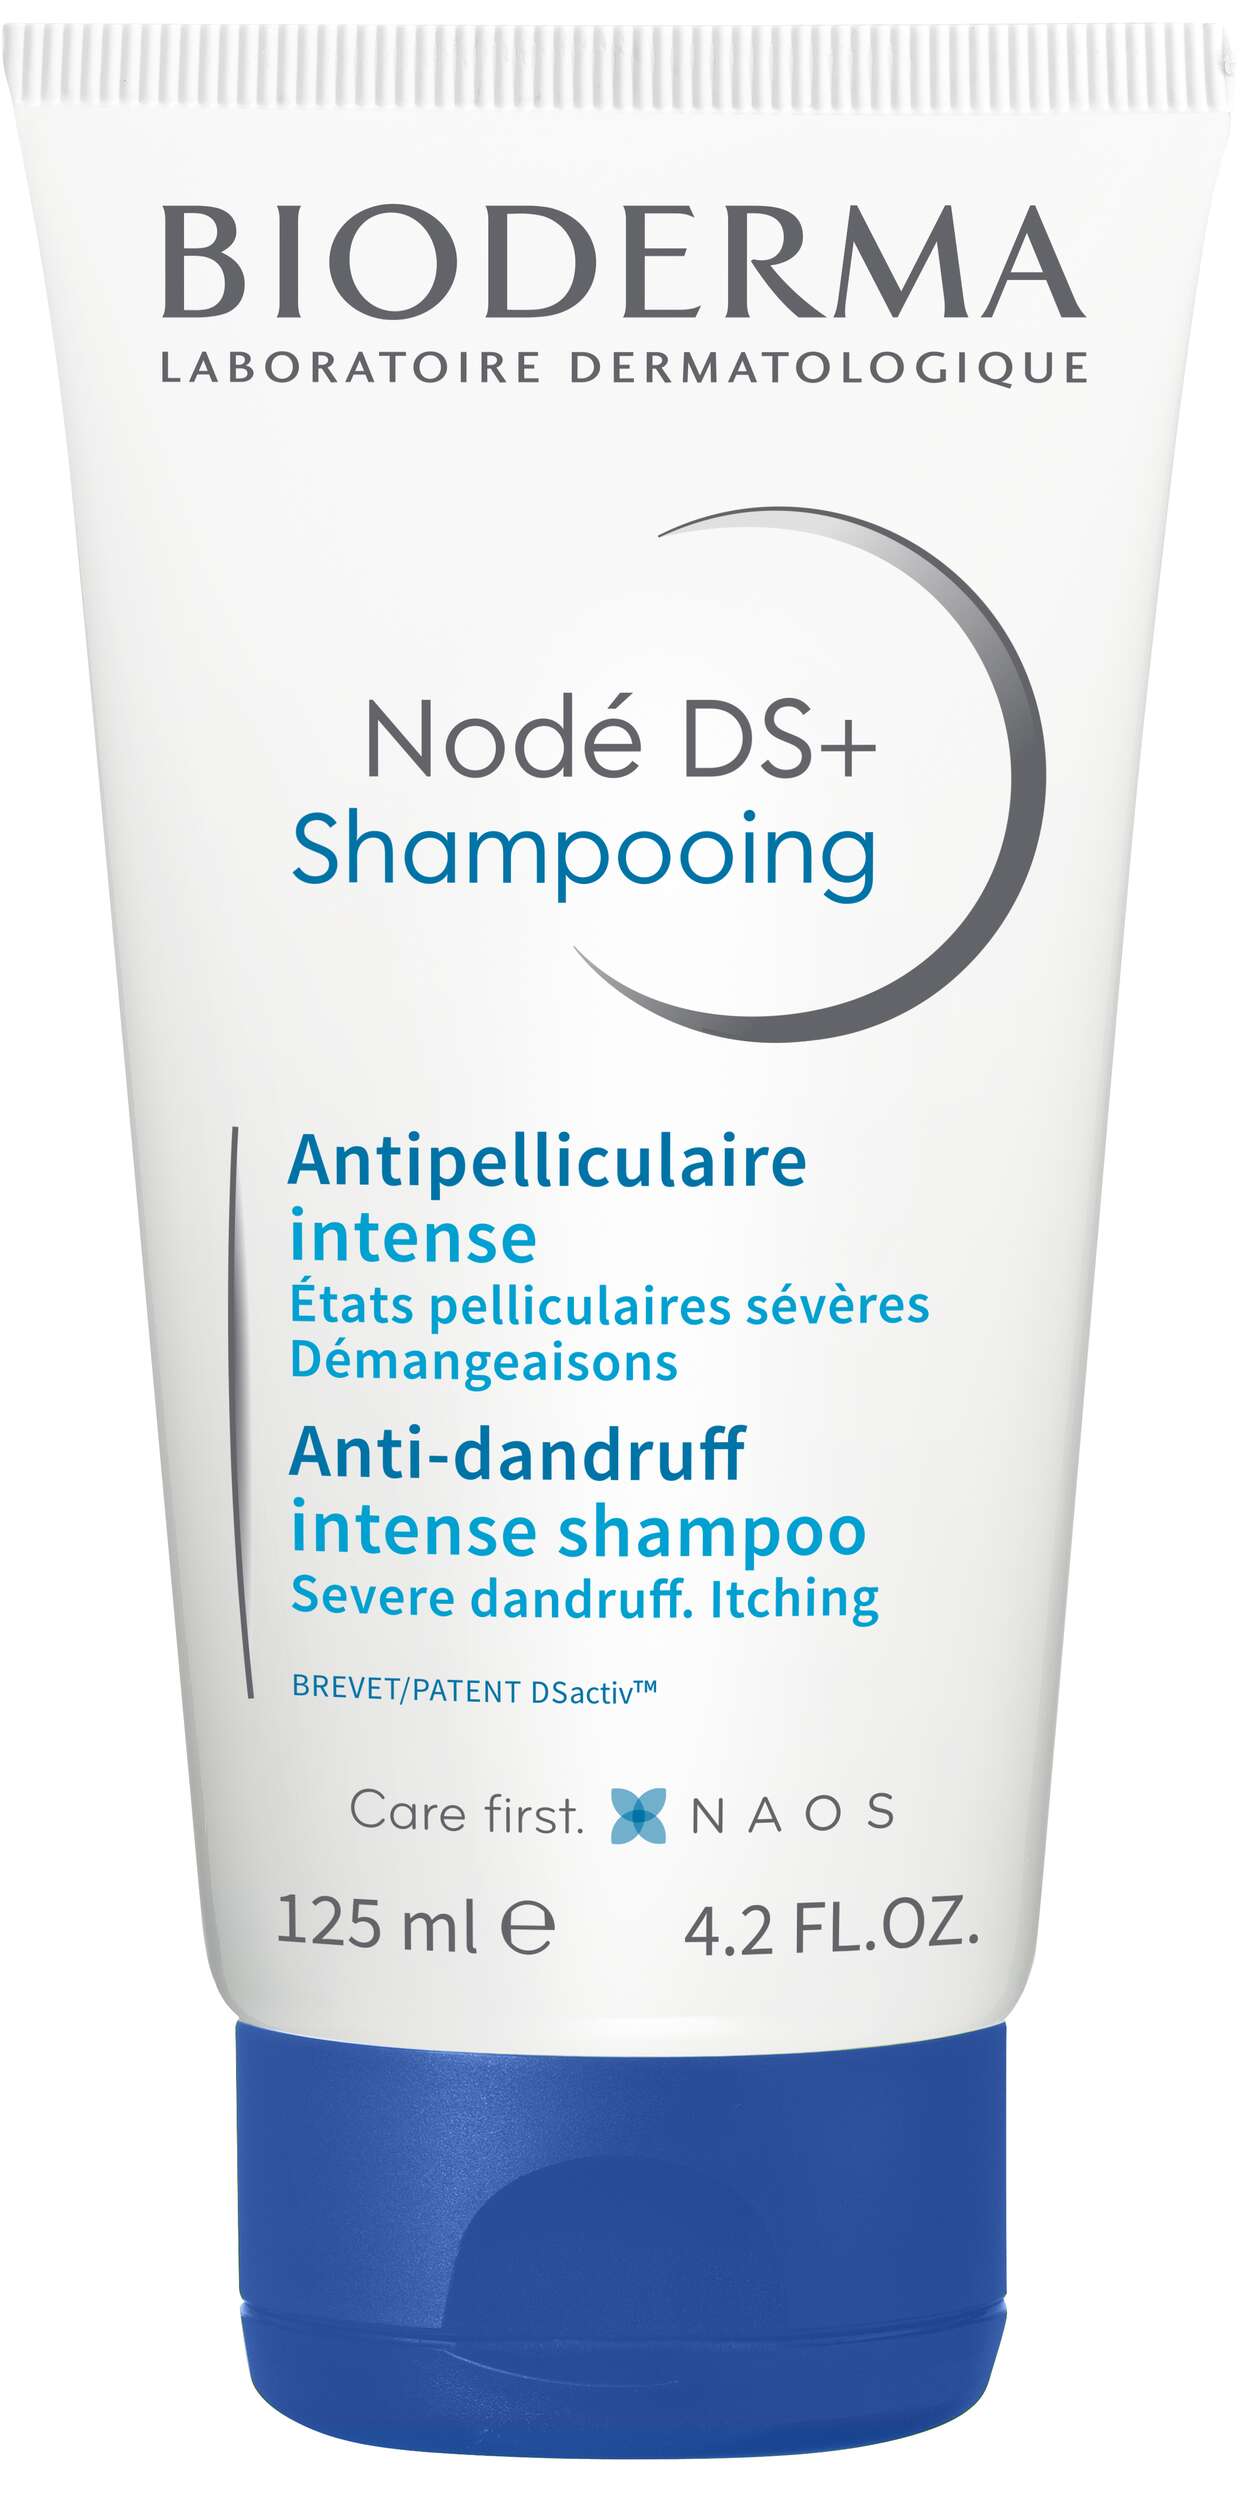 BIODERMA
LABORATOIRE DERMATOLOGIQUE
Nodé DS+
Shampooing
Antipelliculaire
intense
États pelliculaires sévères
Démangeaisons
Anti-dandruff
intense shampoo
Severe dandruff. Itching
BREVET/PATENT DSactiv™
Care first. NAOS
125 ml ℮ 4.2 FL.OZ.